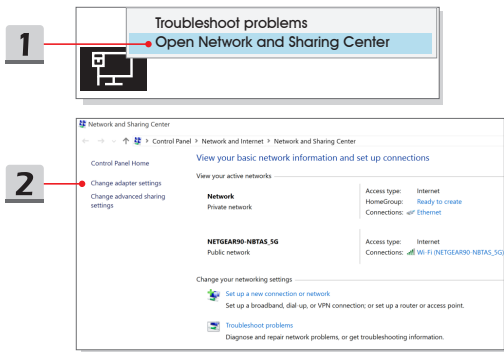 1
Troubleshoot problems
Open Network and Sharing Center
2
Network and Sharing Center
Control Panel > Network and Internet > Network and Sharing Center
Control Panel Home
Change adapter settings
Change advanced sharing
settings
View your basic network information and set up connections
View your active networks
Network
Private network
Access type: Internet
HomeGroup: Ready to create
Connections: Ethernet
NETGEAR90-NBTAS_5G
Public network
Access type: Internet
Connections: Wi-Fi (NETGEAR90-NBTAS_5G)
Change your networking settings
Set up a new connection or network
Set up a broadband, dial-up, or VPN connection; or set up a router or access point.
Troubleshoot problems
Diagnose and repair network problems, or get troubleshooting information.